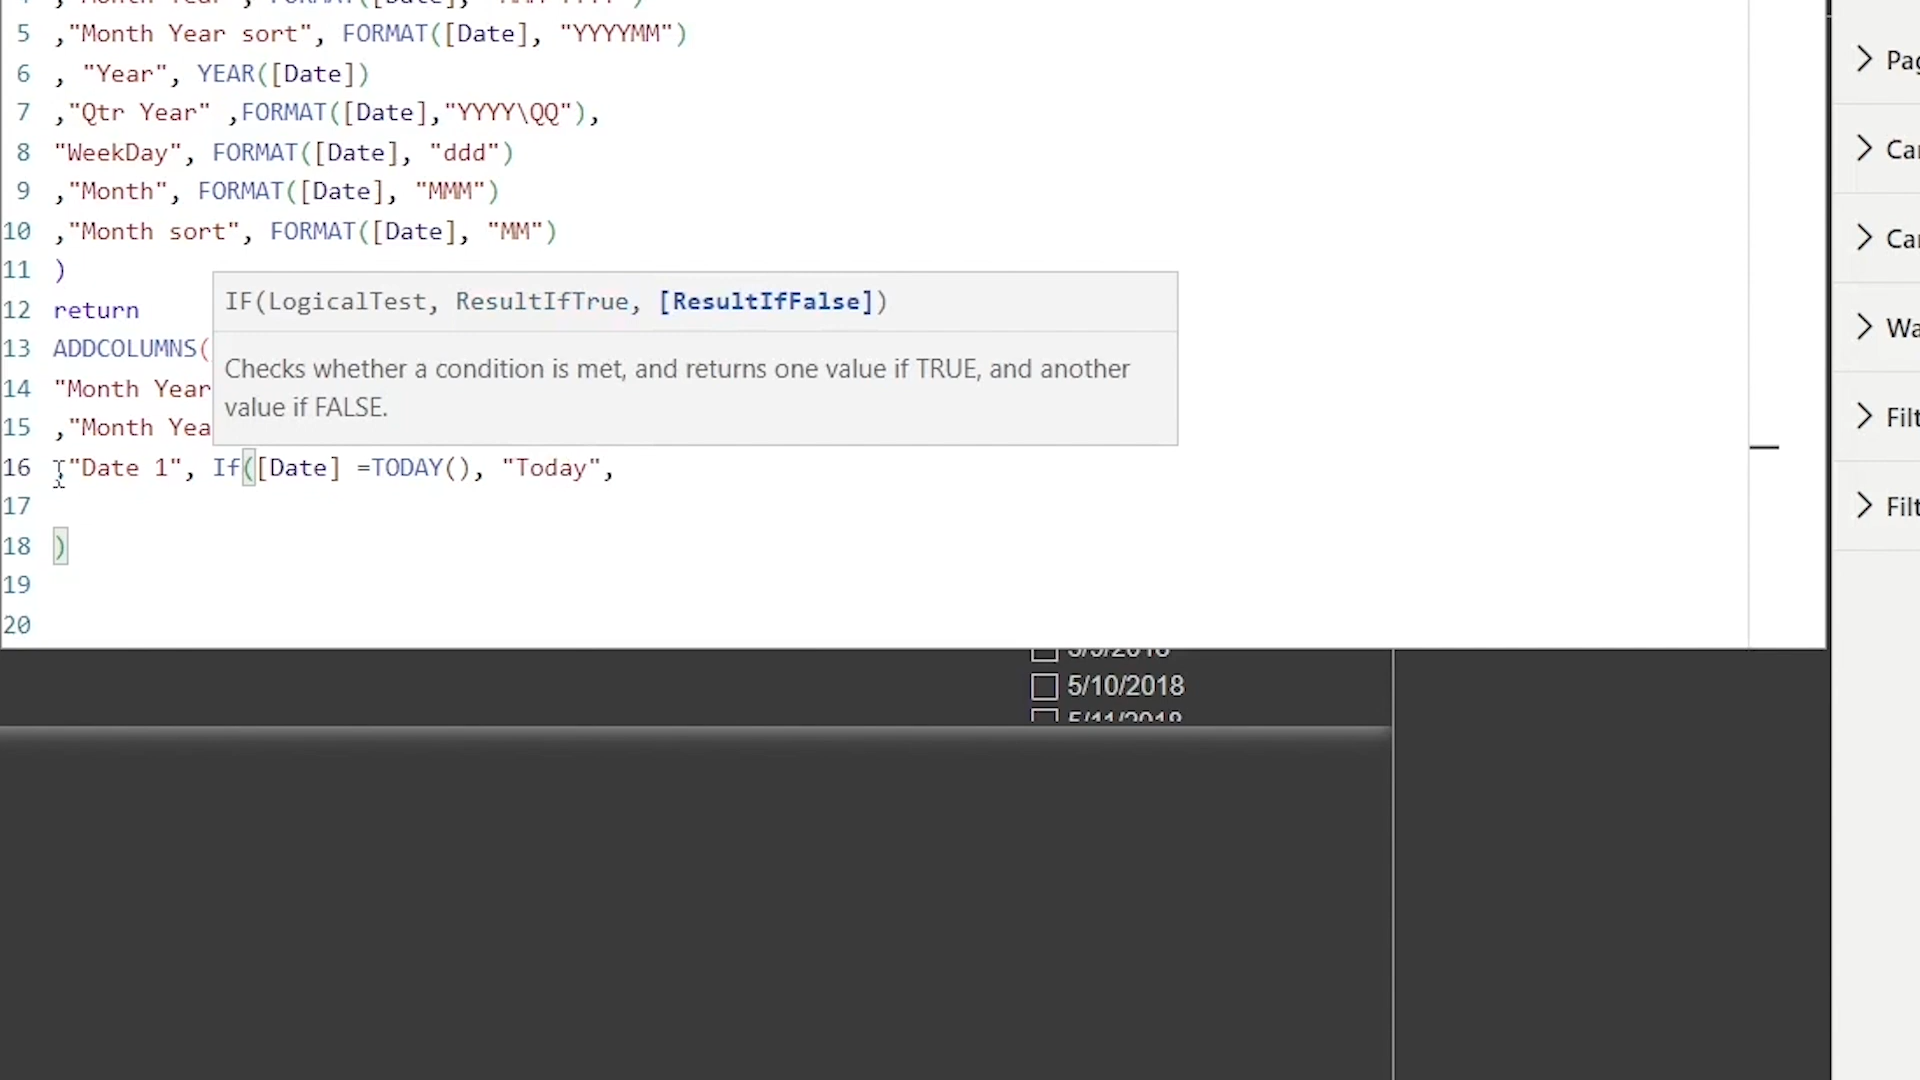 5 ,"Month Year sort", FORMAT([Date], "YYYYMM")
6 , "Year", YEAR([Date])
7 ,"Qtr Year" ,FORMAT([Date],"YYYY\QQ"),
8 "WeekDay", FORMAT([Date], "ddd")
9 ,"Month", FORMAT([Date], "MMM")
10 ,"Month sort", FORMAT([Date], "MM")
11 )
IF(LogicalTest, ResultIfTrue, [ResultIfFalse])
12 return
13 ADDCOLUMNS(
Checks whether a condition is met, and returns one value if TRUE, and another
value if FALSE.
14 "Month Year
15 ,"Month Yea
16 ,"Date 1", If([Date] =TODAY(), "Today",
17
18 )
19
20
5/10/2018
5/11/2018
Pag
Wa
Filt
Filt